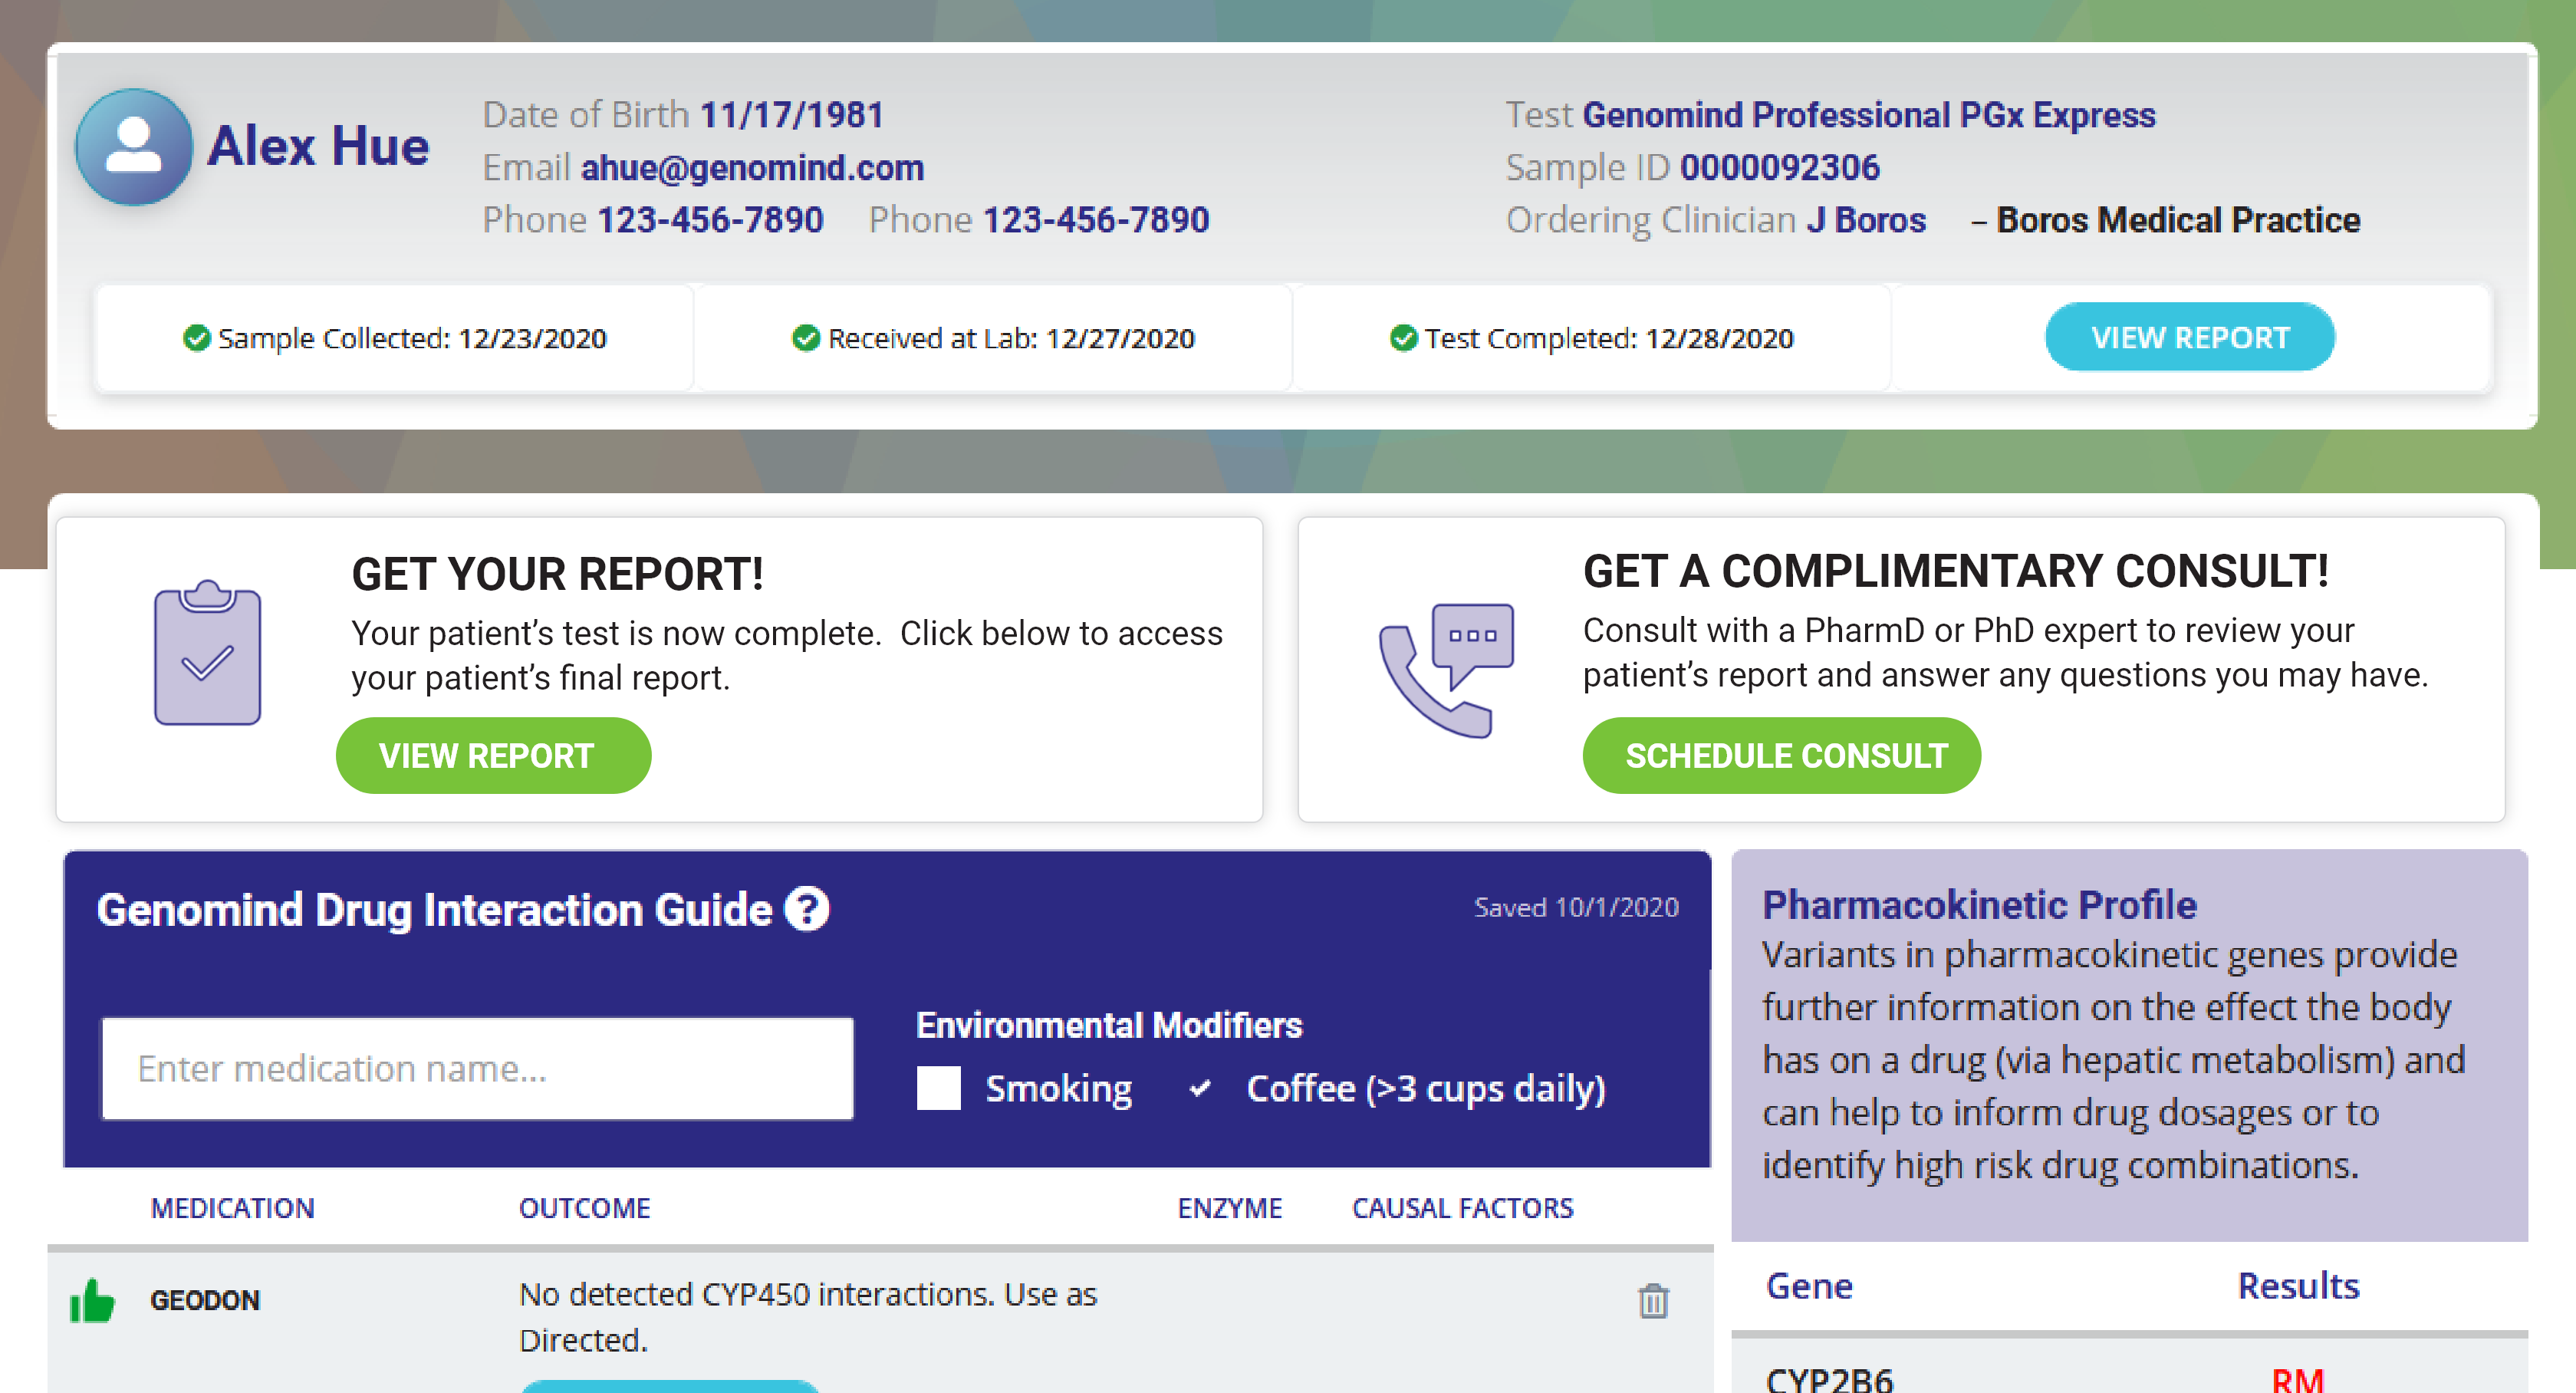 Alex Hue
Date of Birth 11/17/1981
Email ahue@genomind.com
Phone 123-456-7890 Phone 123-456-7890
Test Genomind Professional PGx Express
Sample ID 0000092306
Ordering Clinician J Boros – Boros Medical Practice
Sample Collected: 12/23/2020
Received at Lab: 12/27/2020
Test Completed: 12/28/2020
VIEW REPORT
GET YOUR REPORT!
Your patient’s test is now complete. Click below to access
your patient’s final report.
VIEW REPORT
GET A COMPLIMENTARY CONSULT!
Consult with a PharmD or PhD expert to review your
patient’s report and answer any questions you may have.
SCHEDULE CONSULT
Genomind Drug Interaction Guide ?
Saved 10/1/2020
Enter medication name...
Environmental Modifiers
Smoking
Coffee (>3 cups daily)
MEDICATION OUTCOME ENZYME CAUSAL FACTORS
GEODON
No detected CYP450 interactions. Use as
Directed.
Pharmacokinetic Profile
Variants in pharmacokinetic genes provide
further information on the effect the body
has on a drug (via hepatic metabolism) and
can help to inform drug dosages or to
identify high risk drug combinations.
Gene Results
CYP2B6 RM